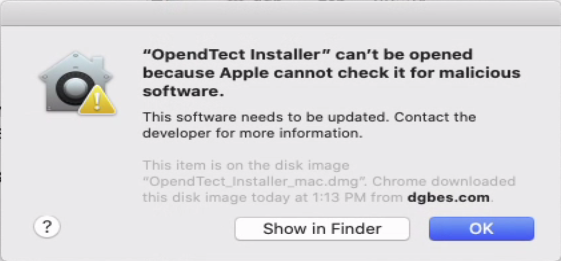 “OpendTect Installer” can’t be opened
because Apple cannot check it for malicious
software.
This software needs to be updated. Contact the
developer for more information.
This item is on the disk image
“OpendTect_Installer_mac.dmg”. Chrome downloaded
this disk image today at 1:13 PM from dgbes.com.
?
Show in Finder
OK